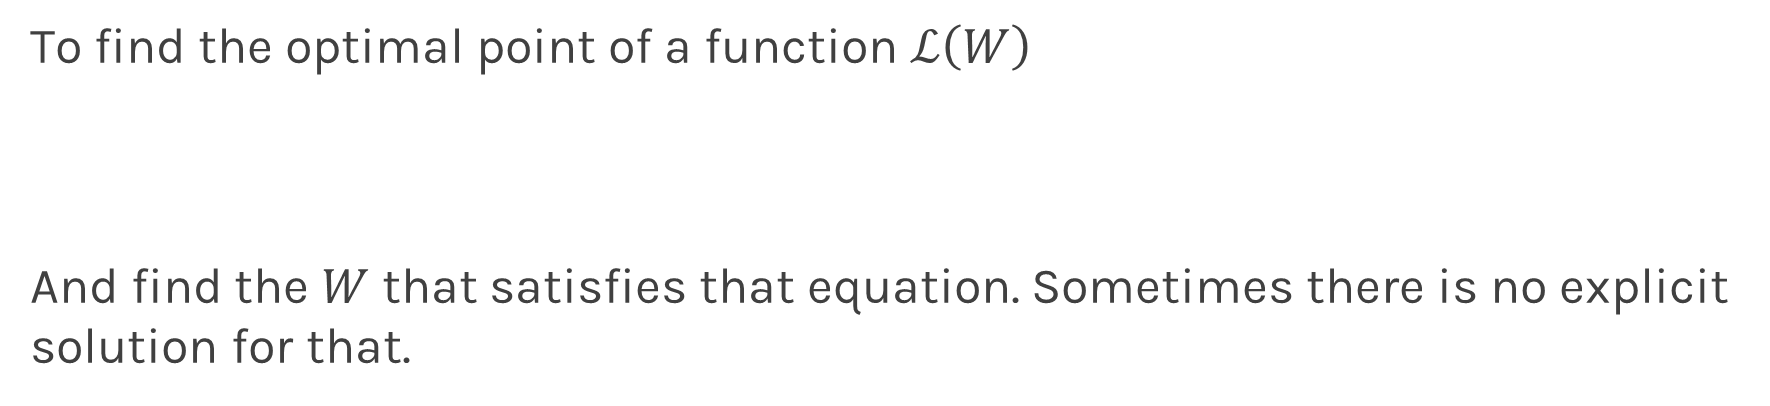 To find the optimal point of a function ℒ(W)
And find the W that satisfies that equation. Sometimes there is no explicit
solution for that.